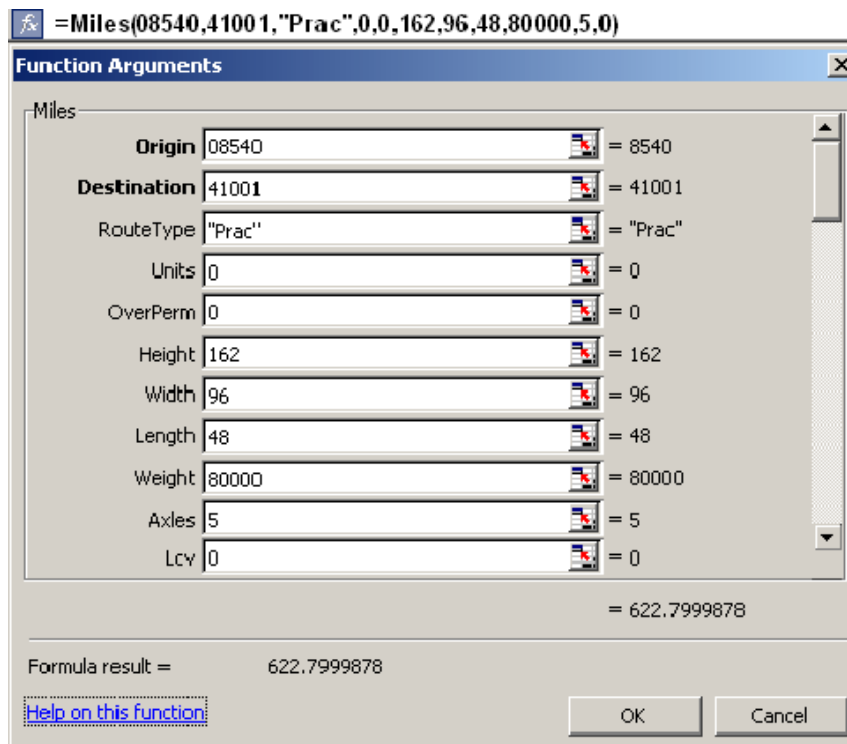 fx =Miles(08540,41001,"Prac",0,0,162,96,48,80000,5,0)
Function Arguments
Miles
Origin 08540 = 8540
Destination 41001 = 41001
RouteType "Prac" = "Prac"
Units 0 = 0
OverPerm 0 = 0
Height 162 = 162
Width 96 = 96
Length 48 = 48
Weight 80000 = 80000
Axles 5 = 5
Lcv 0 = 0
= 622.7999878
Formula result = 622.7999878
Help on this function
OK Cancel